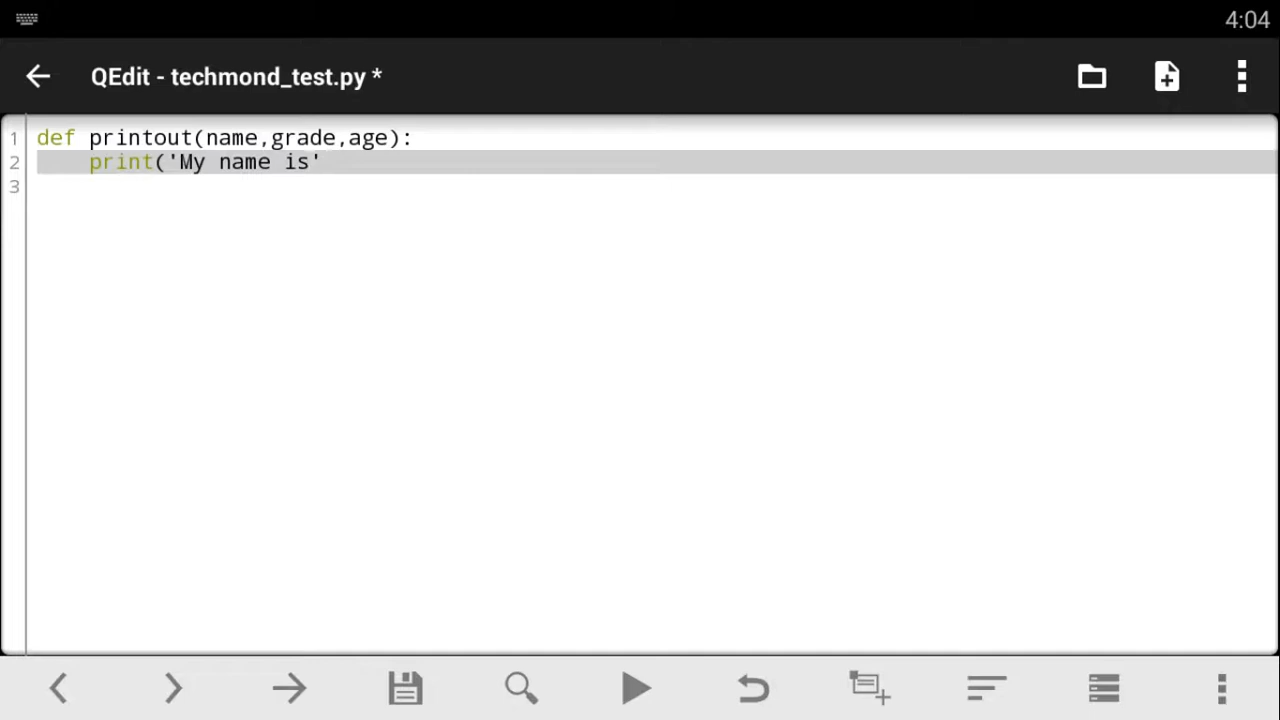 4:04
QEdit - techmond_test.py *
1 def printout(name,grade,age):
2     print('My name is'
3